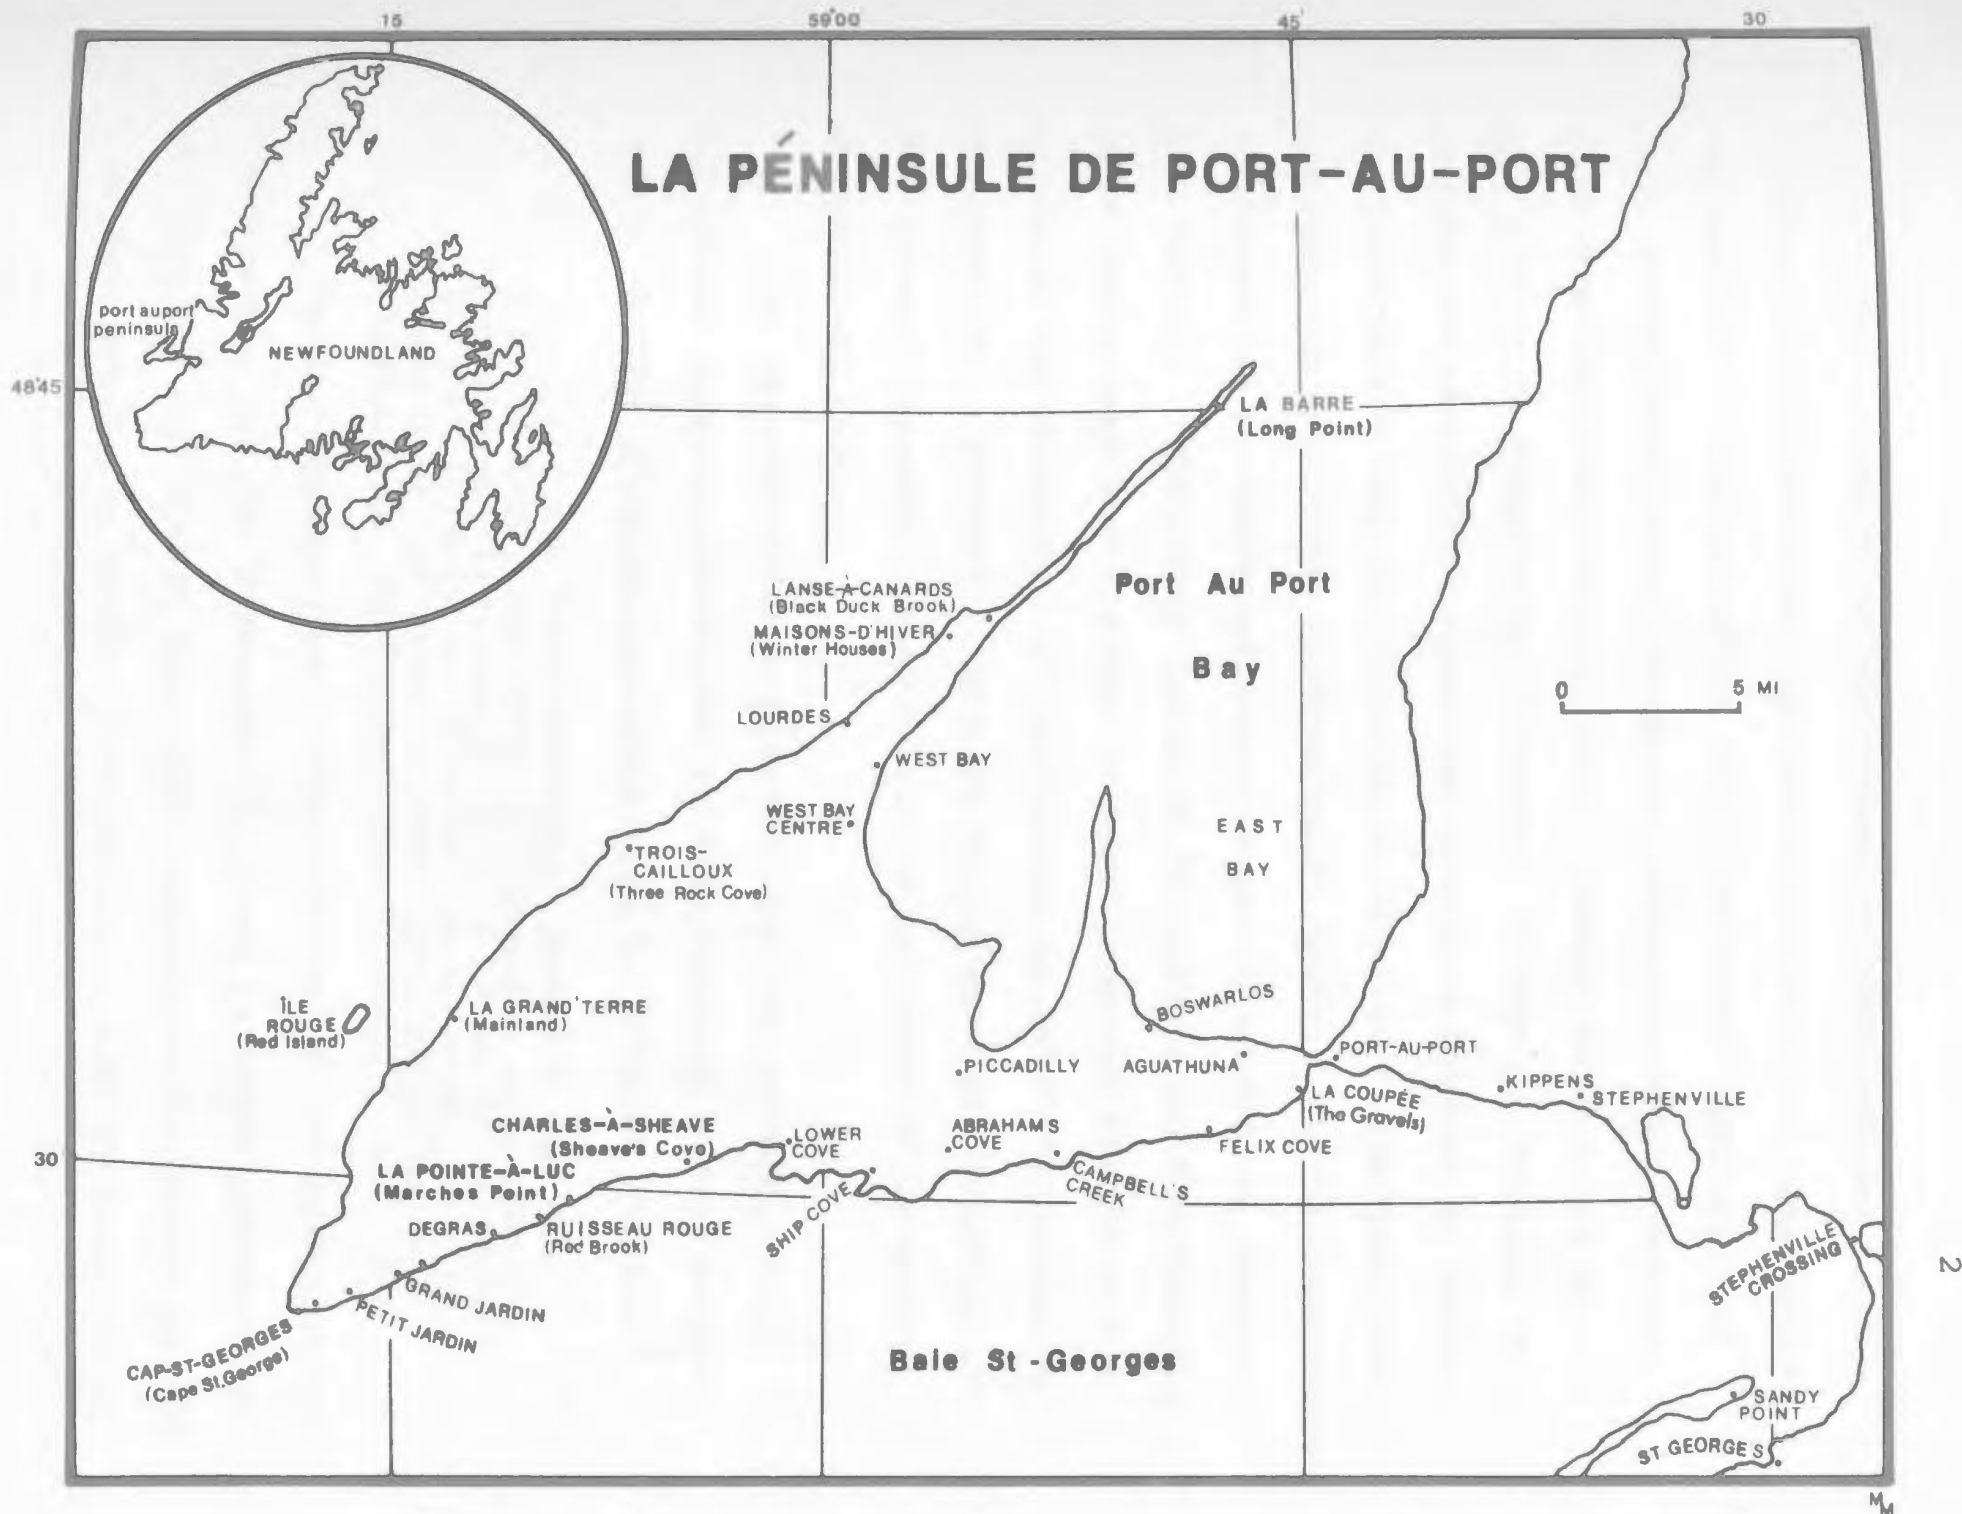 15
59°00
45'
30
LA PÉNINSULE DE PORT-AU-PORT
port auport
peninsula
NEWFOUNDLAND
48°45
LA BARRE
(Long Point)
LANSE-À-CANARDS
(Black Duck Brook)
MAISONS-D'HIVER
(Winter Houses)
Port Au Port
Bay
0 5 MI
LOURDES
WEST BAY
WEST BAY
CENTRE
EAST
BAY
TROIS-
CAILLOUX
(Three Rock Cove)
ÎLE
ROUGE
(Red Island)
LA GRAND'TERRE
(Mainland)
BOSWARLOS
PICCADILLY
AGUATHUNA
PORT-AU-PORT
KIPPENS
STEPHENVILLE
LA COUPÉE
(The Gravels)
CHARLES-À-SHEAVE
(Sheave's Cove)
LOWER
COVE
ABRAHAMS
COVE
FELIX COVE
30
LA POINTE-À-LUC
(Marches Point)
CAMPBELL'S
CREEK
SHIP COVE
DEGRAS
RUISSEAU ROUGE
(Red Brook)
STEPHENVILLE
CROSSING
2
GRAND JARDIN
PETIT JARDIN
CAP-ST-GEORGES
(Cape St.George)
Baie St-Georges
SANDY
POINT
ST GEORGES
MM